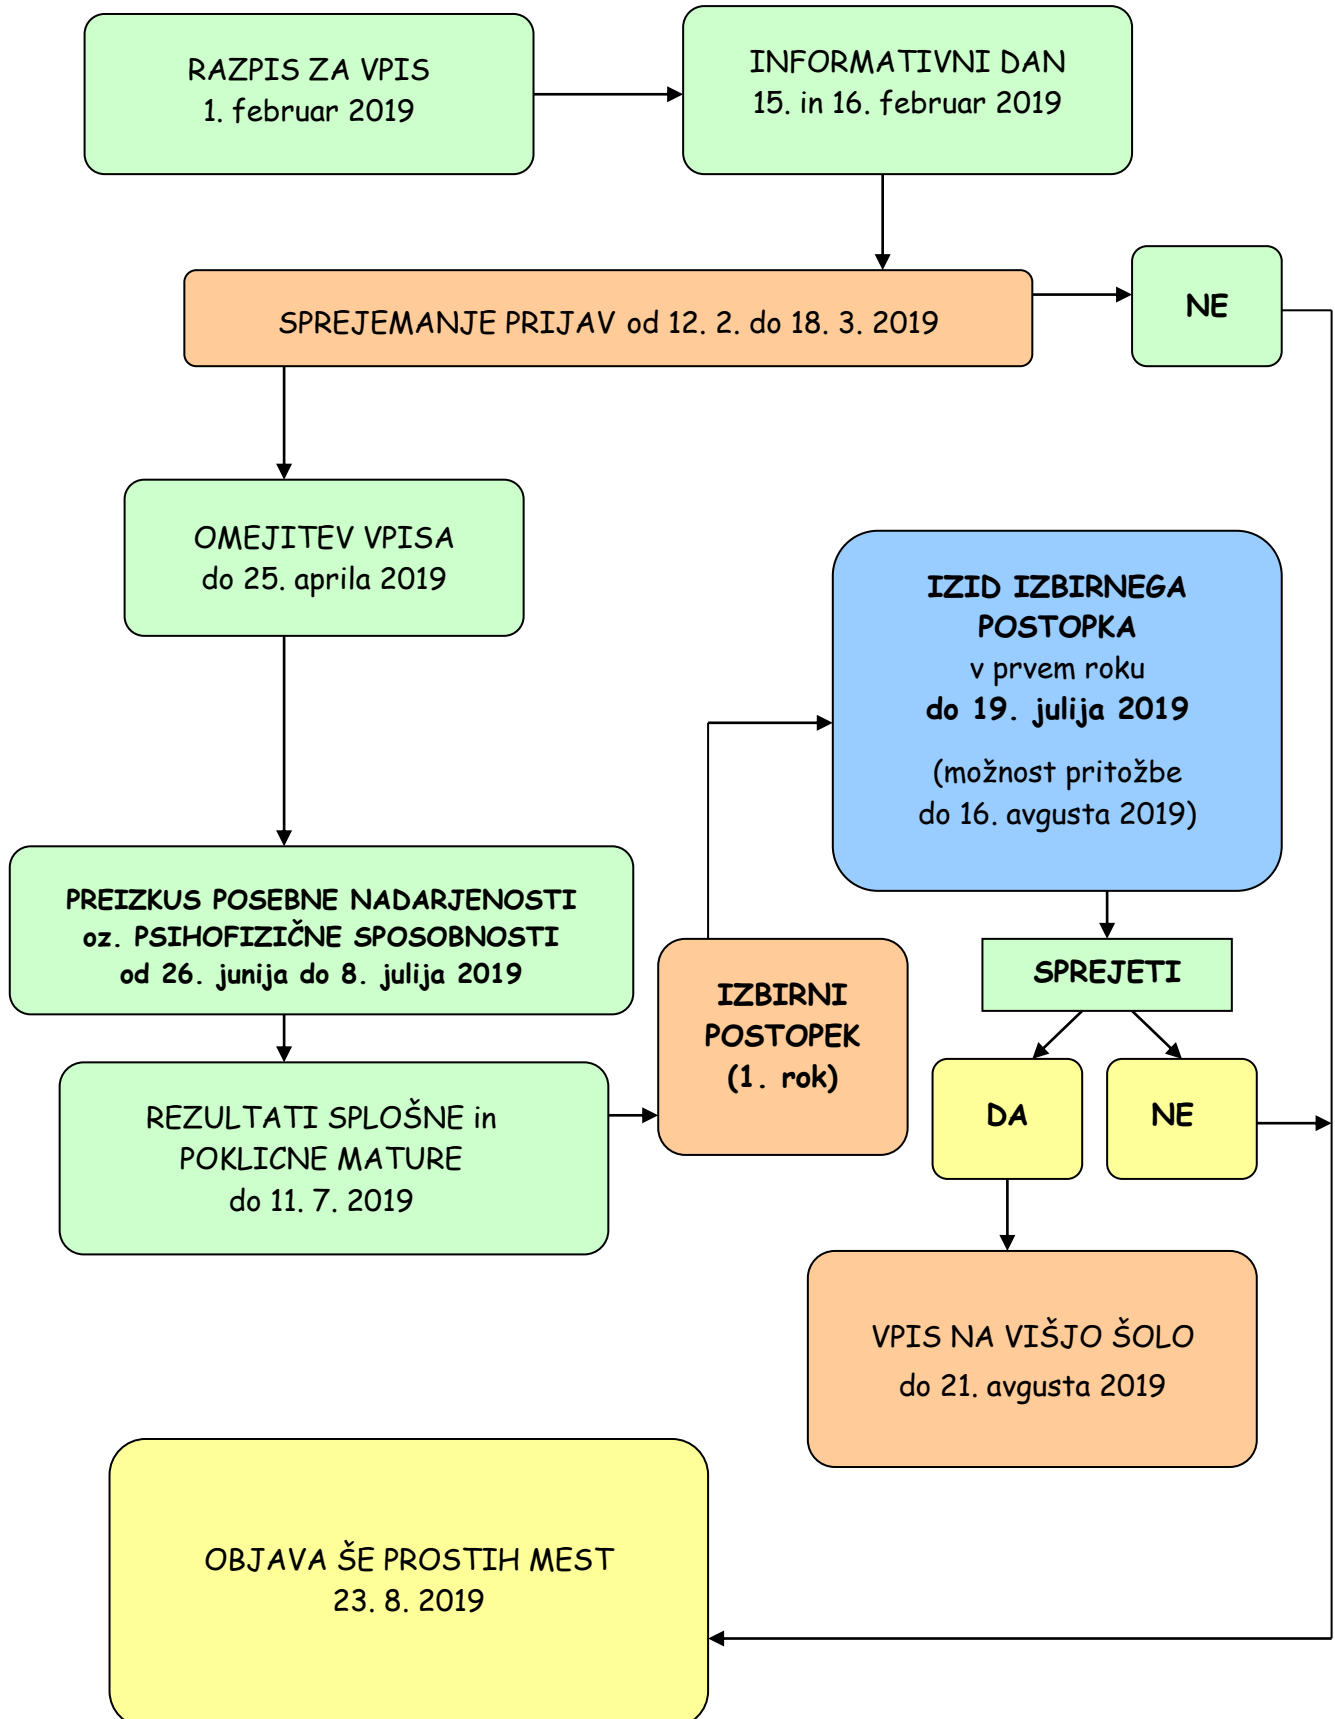 RAZPIS ZA VPIS
1. februar 2019
INFORMATIVNI DAN
15. in 16. februar 2019
SPREJEMANJE PRIJAV od 12. 2. do 18. 3. 2019
NE
OMEJITEV VPISA
do 25. aprila 2019
IZID IZBIRNEGA
POSTOPKA
v prvem roku
do 19. julija 2019
(možnost pritožbe
do 16. avgusta 2019)
PREIZKUS POSEBNE NADARJENOSTI
oz. PSIHOFIZIČNE SPOSOBNOSTI
od 26. junija do 8. julija 2019
IZBIRNI
POSTOPEK
(1. rok)
SPREJETI
REZULTATI SPLOŠNE in
POKLICNE MATURE
do 11. 7. 2019
DA
NE
VPIS NA VIŠJO ŠOLO
do 21. avgusta 2019
OBJAVA ŠE PROSTIH MEST
23. 8. 2019